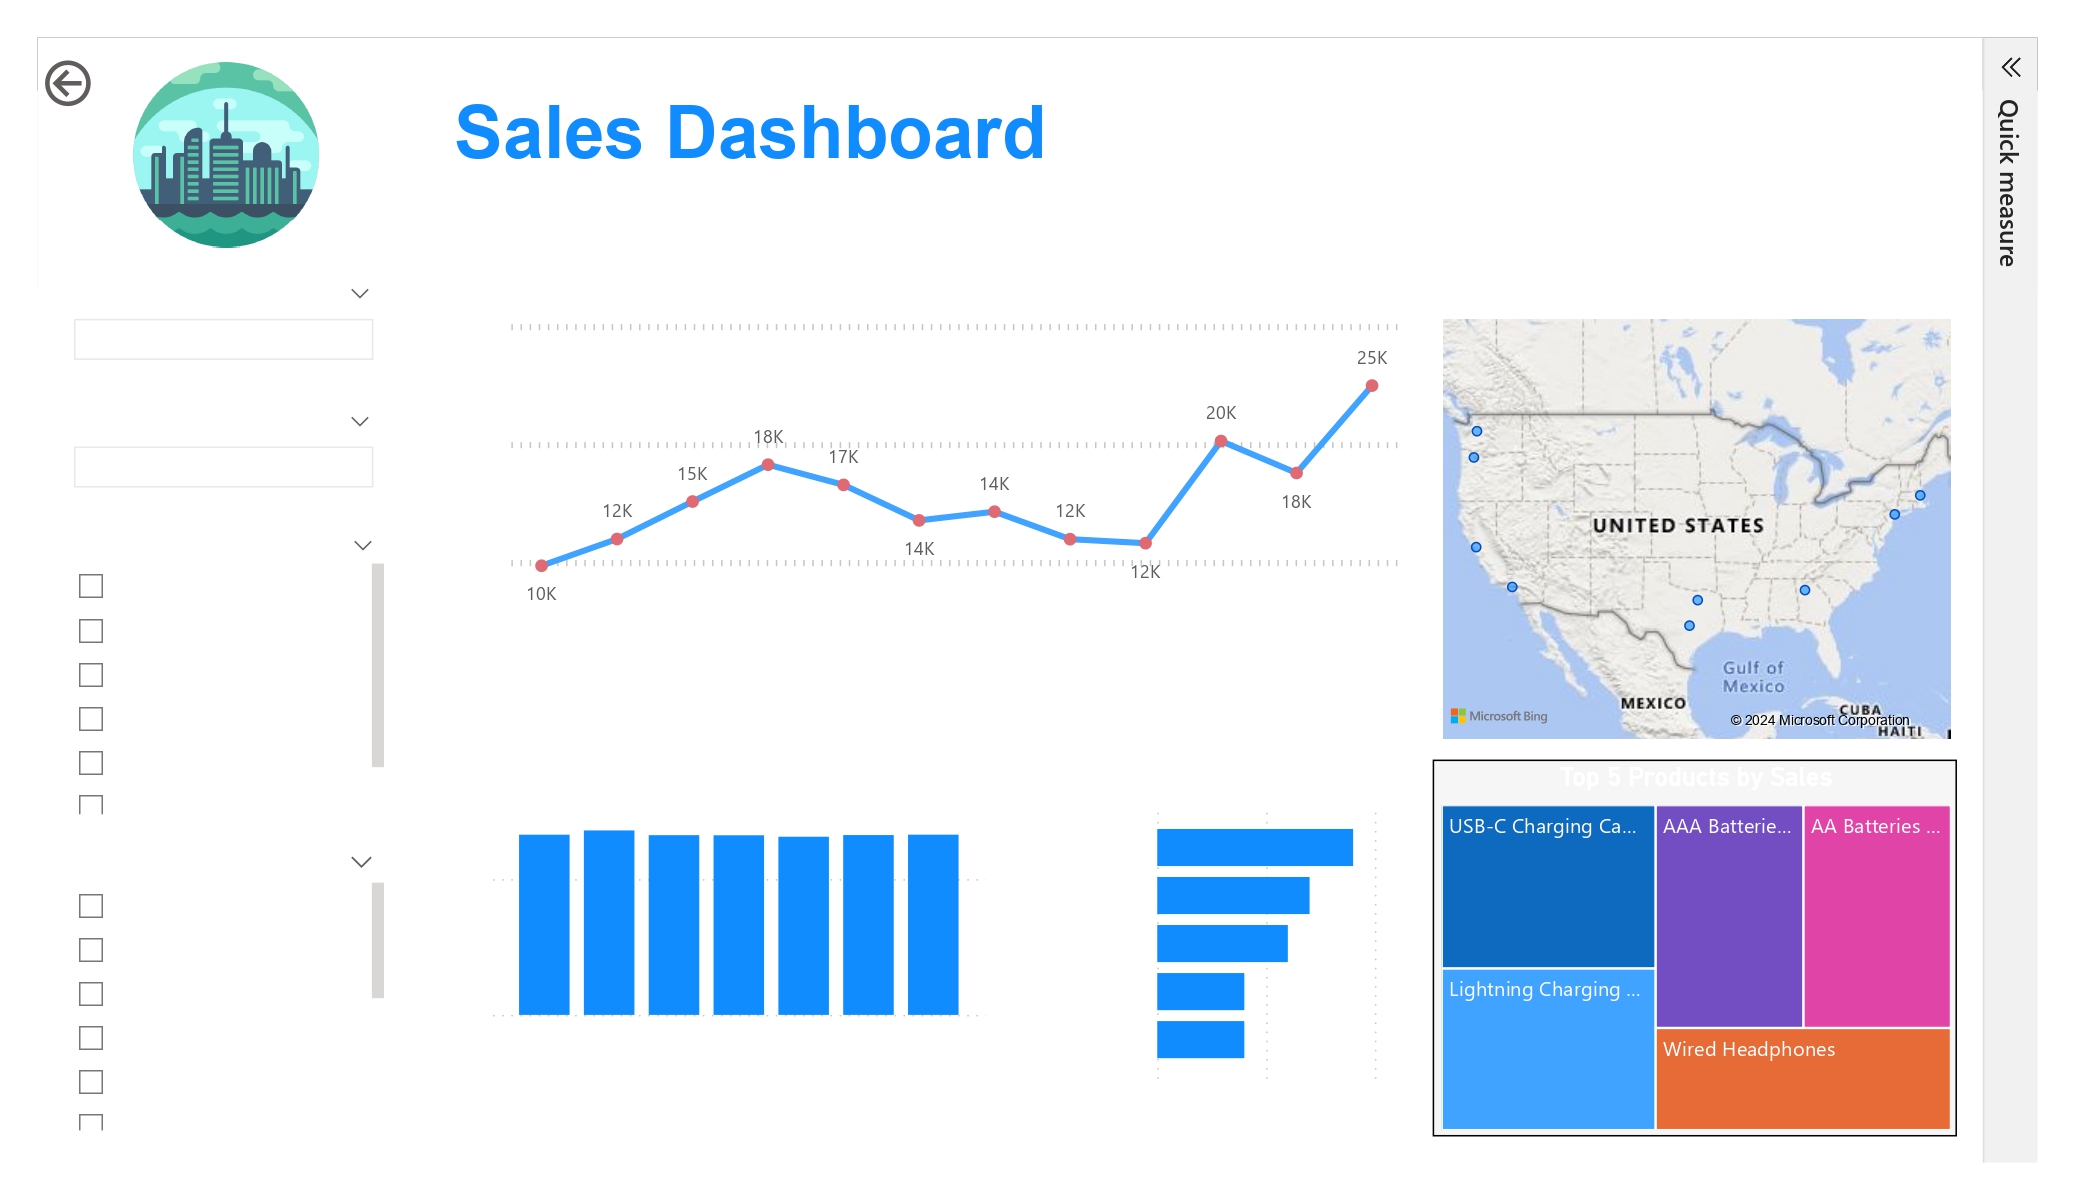 Sales Dashboard
Quick measure
25K
20K
18K
17K
15K
14K
18K
12K
12K
14K
12K
10K
UNITED STATES
Gulf of
Mexico
MEXICO
CUBA
Microsoft Bing
© 2024 Microsoft Corporation
HAITI
Top 5 Products by Sales
USB-C Charging Ca...
AAA Batterie...
AA Batteries ...
Lightning Charging ...
Wired Headphones